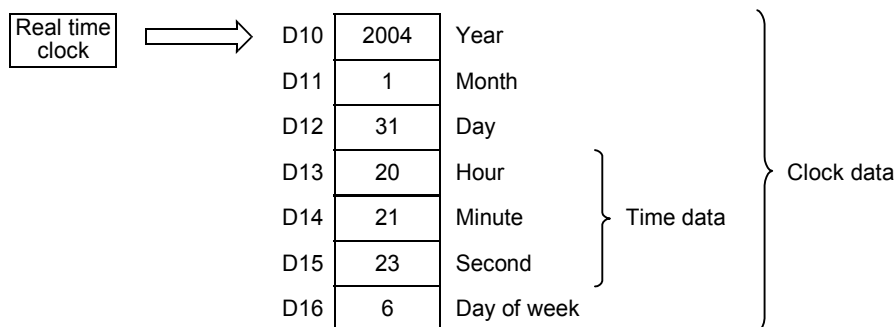 Real time
clock
D10 2004 Year
D11 1 Month
D12 31 Day
D13 20 Hour
D14 21 Minute
D15 23 Second
D16 6 Day of week
Time data
Clock data